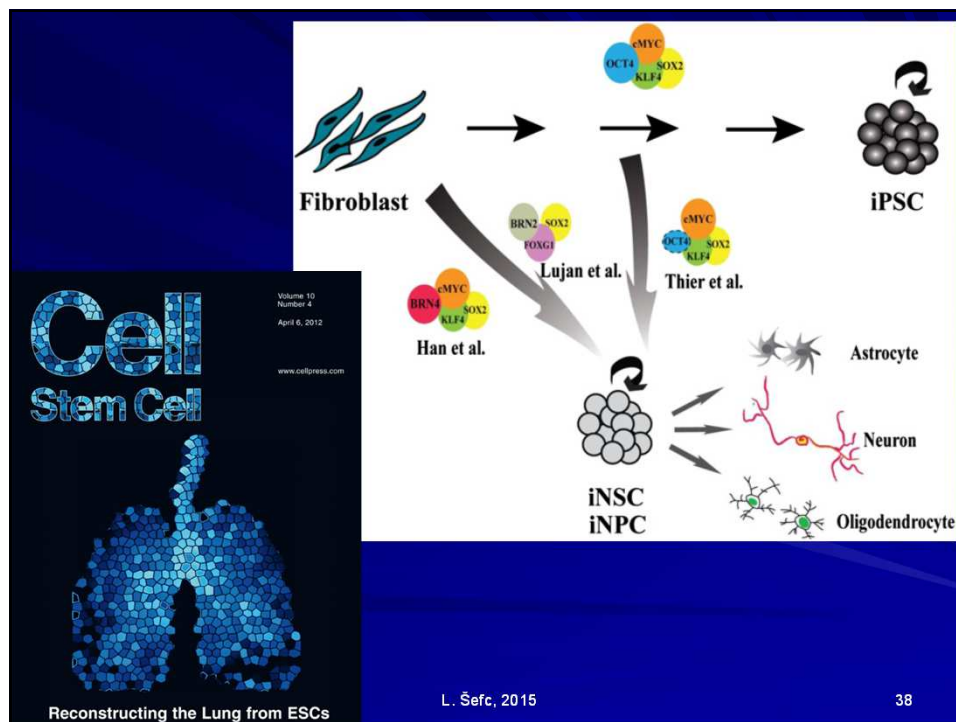 cMYC
OCT4
SOX2
KLF4
Fibroblast
iPSC
BRN2
SOX2
FOXG1
Lujan et al.
cMYC
OCT4
SOX2
KLF4
Thier et al.
cMYC
BRN4
SOX2
KLF4
Han et al.
Astrocyte
Neuron
Oligodendrocyte
iNSC
iNPC
Cell
Stem Cell
Volume 10
Number 4
April 6, 2012
www.cellpress.com
Reconstructing the Lung from ESCs
L. Šefc, 2015
38